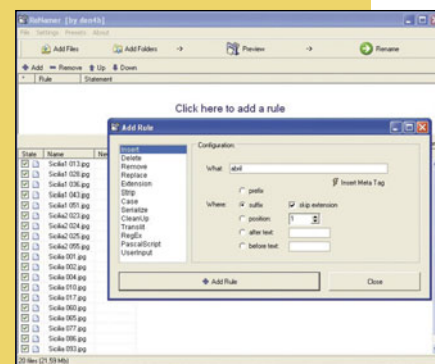 ReNamer [by den4b]
File Settings Presets About
Add Files Add Folders -> Preview -> Rename
Add Remove Up Down
* Rule Statement
Click here to add a rule
Add Rule
Insert
Delete
Remove
Replace
Extension
Strip
Case
Serialize
CleanUp
Translit
RegEx
PascalScript
UserInput
Configuration:
What: abril
Insert Meta Tag
Where:
prefix
suffix skip extension
position: 1
after text:
before text:
Add Rule Close
State Name
Sicilia1 013.jpg
Sicilia1 028.jpg
Sicilia1 036.jpg
Sicilia1 043.jpg
Sicilia1 051.jpg
Sicilia2 023.jpg
Sicilia2 024.jpg
Sicilia2 025.jpg
Sicilia2 055.jpg
Sicilia 001.jpg
Sicilia 002.jpg
Sicilia 004.jpg
Sicilia 010.jpg
Sicilia 017.jpg
Sicilia 060.jpg
Sicilia 065.jpg
Sicilia 077.jpg
Sicilia 086.jpg
Sicilia 093.jpg
20 files (21.59 Mb)